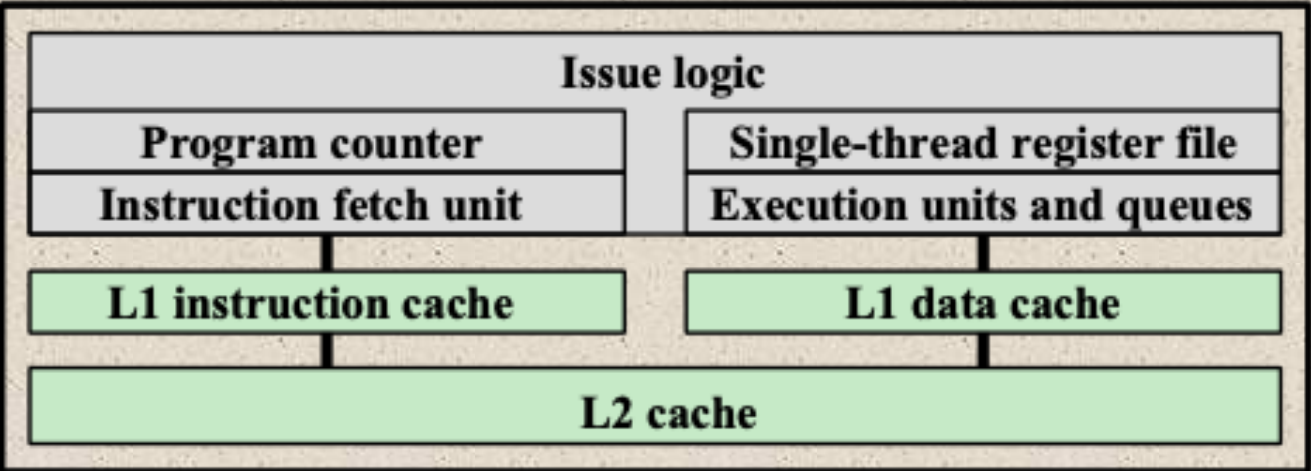 Issue logic
Program counter
Single-thread register file
Instruction fetch unit
Execution units and queues
L1 instruction cache
L1 data cache
L2 cache